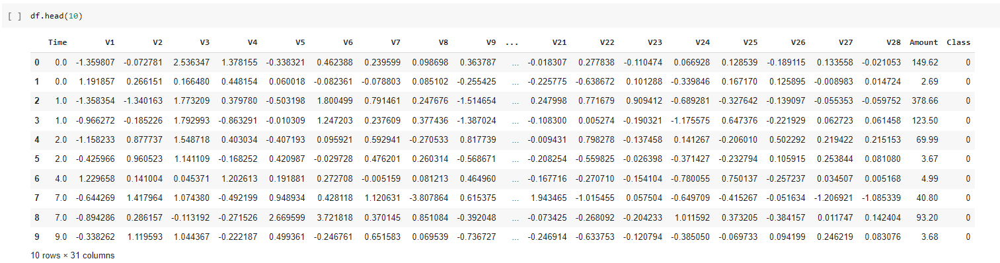 [ ] df.head(10)
Time V1 V2 V3 V4 V5 V6 V7 V8 V9 ... V21 V22 V23 V24 V25 V26 V27 V28 Amount Class
0 0.0 -1.359807 -0.072781 2.536347 1.378155 -0.338321 0.462388 0.239599 0.098698 0.363787 ... -0.018307 0.277838 -0.110474 0.066928 0.128539 -0.189115 0.133558 -0.021053 149.62 0
1 0.0 1.191857 0.266151 0.166480 0.448154 0.060018 -0.082361 -0.078803 0.085102 -0.255425 ... -0.225775 -0.638672 0.101288 -0.339846 0.167170 0.125895 -0.008983 0.014724 2.69 0
2 1.0 -1.358354 -1.340163 1.773209 0.379780 -0.503198 1.800499 0.791461 0.247676 -1.514654 ... 0.247998 0.771679 0.909412 -0.689281 -0.327642 -0.139097 -0.055353 -0.059752 378.66 0
3 1.0 -0.966272 -0.185226 1.792993 -0.863291 -0.010309 1.247203 0.237609 0.377436 -1.387024 ... -0.108300 0.005274 -0.190321 -1.175575 0.647376 -0.221929 0.062723 0.061458 123.50 0
4 2.0 -1.158233 0.877737 1.548718 0.403034 -0.407193 0.095921 0.592941 -0.270533 0.817739 ... -0.009431 0.798278 -0.137458 0.141267 -0.206010 0.502292 0.219422 0.215153 69.99 0
5 2.0 -0.425966 0.960523 1.141109 -0.168252 0.420987 -0.029728 0.476201 0.260314 -0.568671 ... -0.208254 -0.559825 -0.026398 -0.371427 -0.232794 0.105915 0.253844 0.081080 3.67 0
6 4.0 1.229658 0.141004 0.045371 1.202613 0.191881 0.272708 -0.005159 0.081213 0.464960 ... -0.167716 -0.270710 -0.154104 -0.780055 0.750137 -0.257237 0.034507 0.005168 4.99 0
7 7.0 -0.644269 1.417964 1.074380 -0.492199 0.948934 0.428118 1.120631 -3.807864 0.615375 ... 1.943465 -1.015455 0.057504 -0.649709 -0.415267 -0.051634 -1.206921 -1.085339 40.80 0
8 7.0 -0.894286 0.286157 -0.113192 -0.271526 2.669599 3.721818 0.370145 0.851084 -0.392048 ... -0.073425 -0.268092 -0.204233 1.011592 0.373205 -0.384157 0.011747 0.142404 93.20 0
9 9.0 -0.338262 1.119593 1.044367 -0.222187 0.499361 -0.246761 0.651583 0.069539 -0.736727 ... -0.246914 -0.633753 -0.120794 -0.385050 -0.069733 0.094199 0.246219 0.083076 3.68 0
10 rows × 31 columns